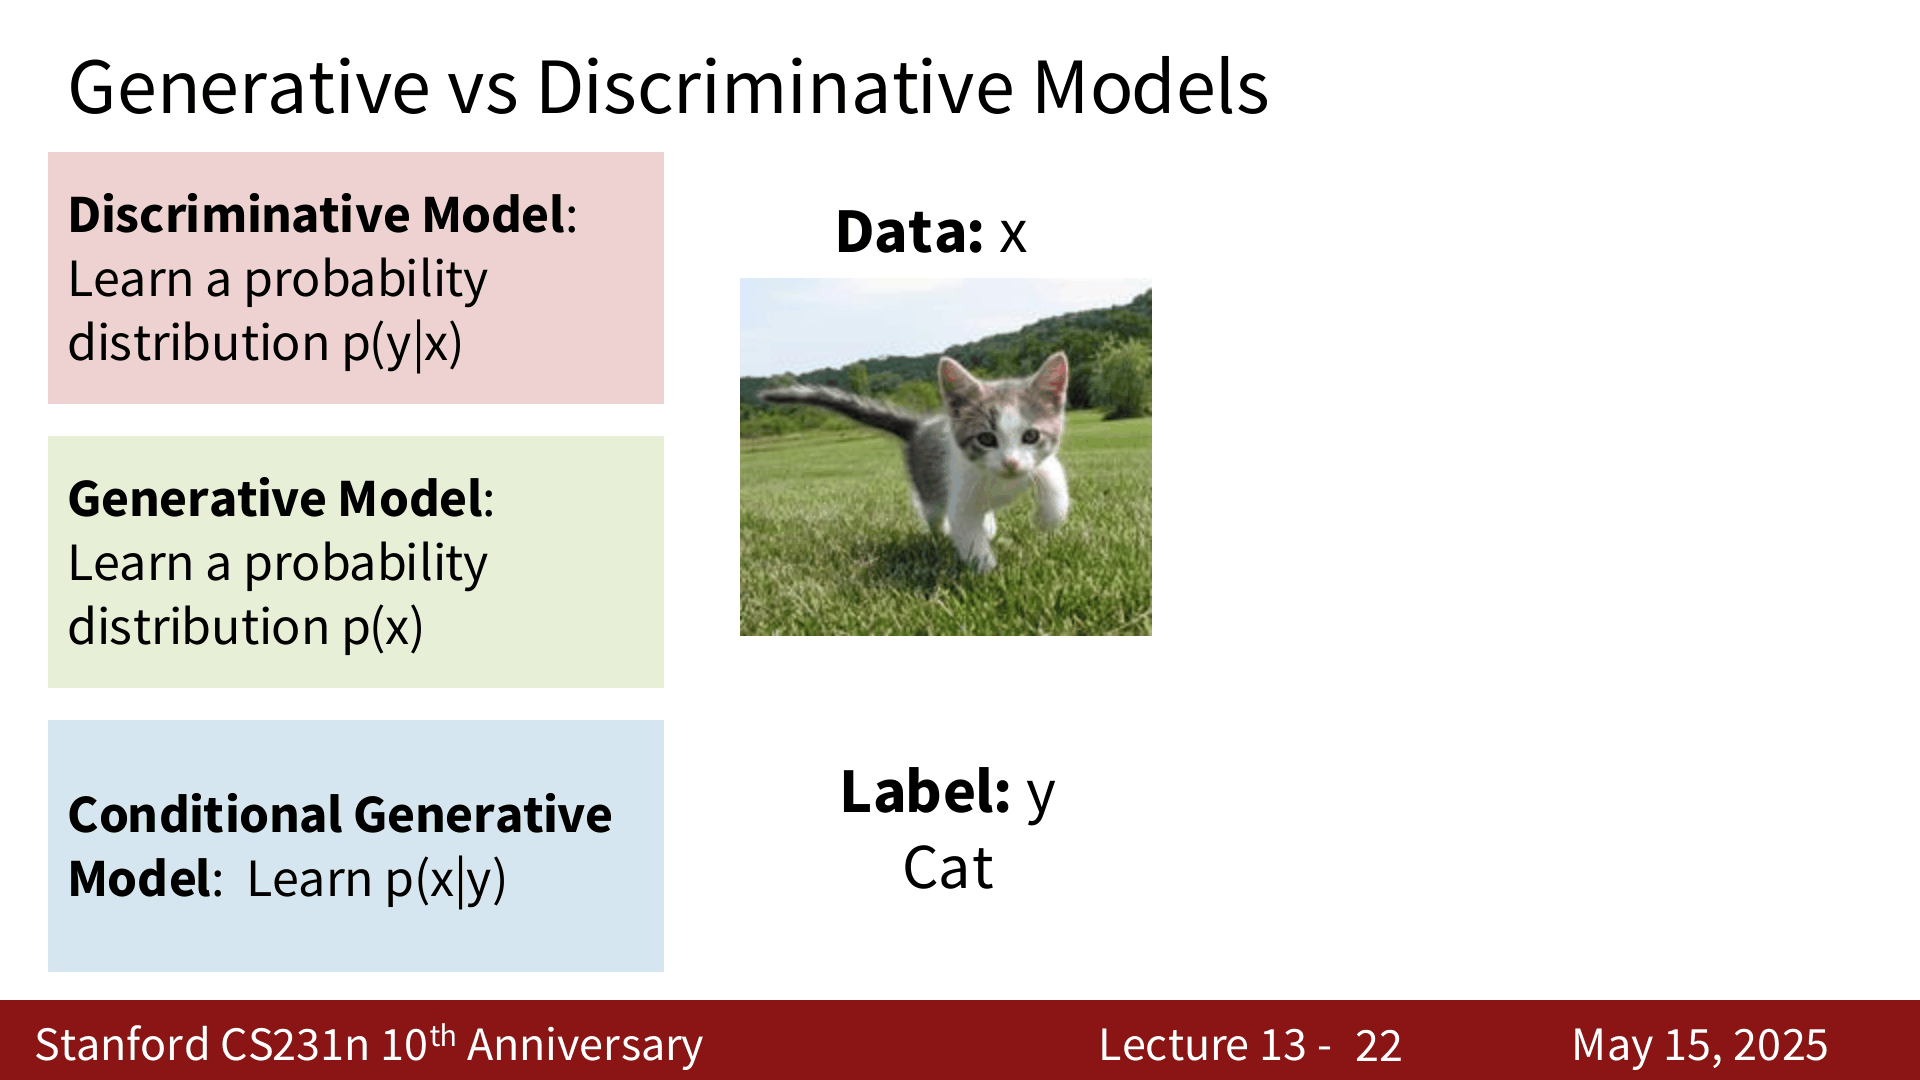 Generative vs Discriminative Models
Discriminative Model:
Learn a probability
distribution p(y|x)
Generative Model:
Learn a probability
distribution p(x)
Conditional Generative
Model: Learn p(x|y)
Data: x
Label: y
Cat
Stanford CS231n 10th Anniversary
Lecture 13 - 22
May 15, 2025